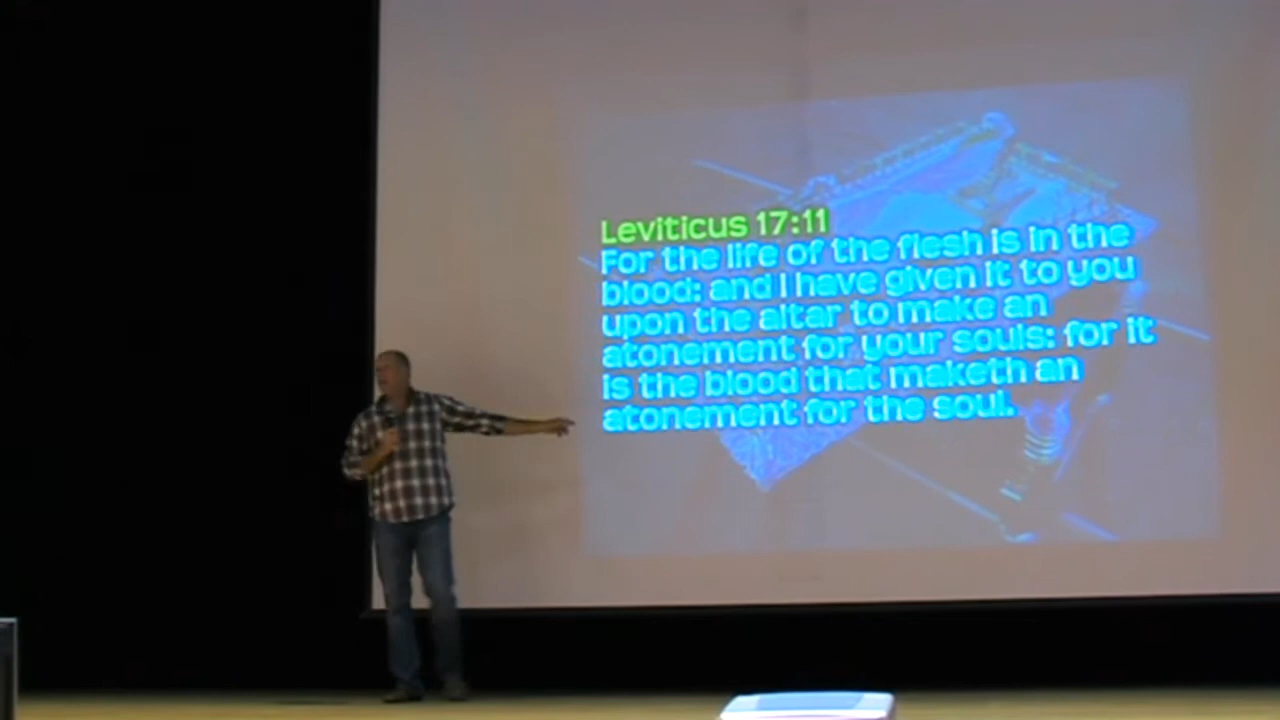 Leviticus 17:11
For the life of the flesh is in the
blood: and I have given it to you
upon the altar to make an
atonement for your souls: for it
is the blood that maketh an
atonement for the soul.